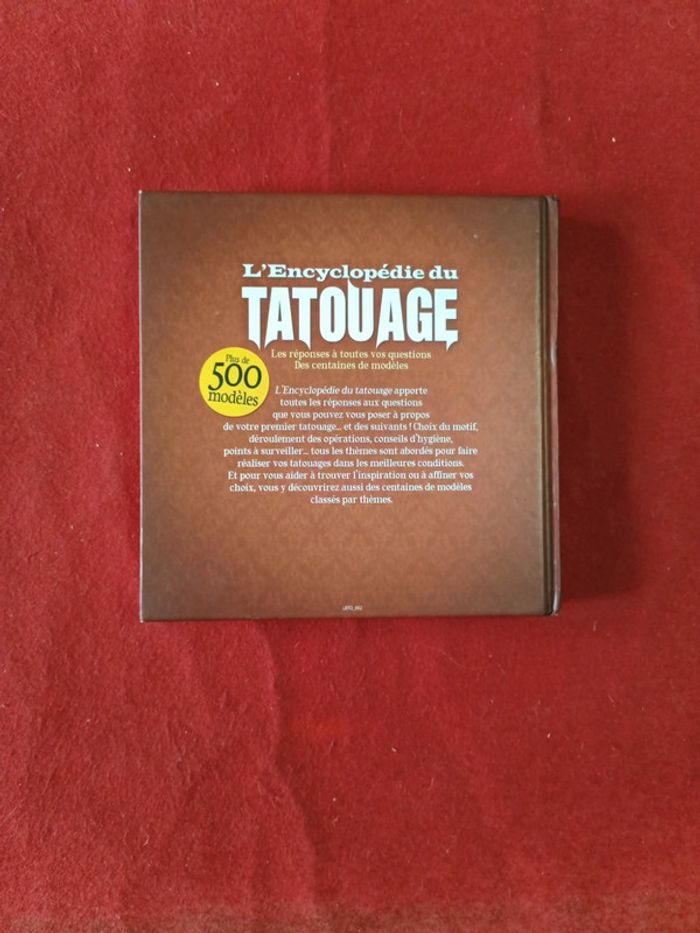 L'Encyclopédie du
TATOUAGE
Les réponses à toutes vos questions
Des centaines de modèles
Plus de
500
modèles
L'Encyclopédie du tatouage apporte
toutes les réponses aux questions
que vous pouvez vous poser à propos
de votre premier tatouage... et des suivants ! Choix du motif,
déroulement des opérations, conseils d'hygiène,
points à surveiller... tous les thèmes sont abordés pour faire
réaliser vos tatouages dans les meilleures conditions.
Et pour vous aider à trouver l'inspiration ou à affiner vos
choix, vous y découvrirez aussi des centaines de modèles
classés par thèmes.